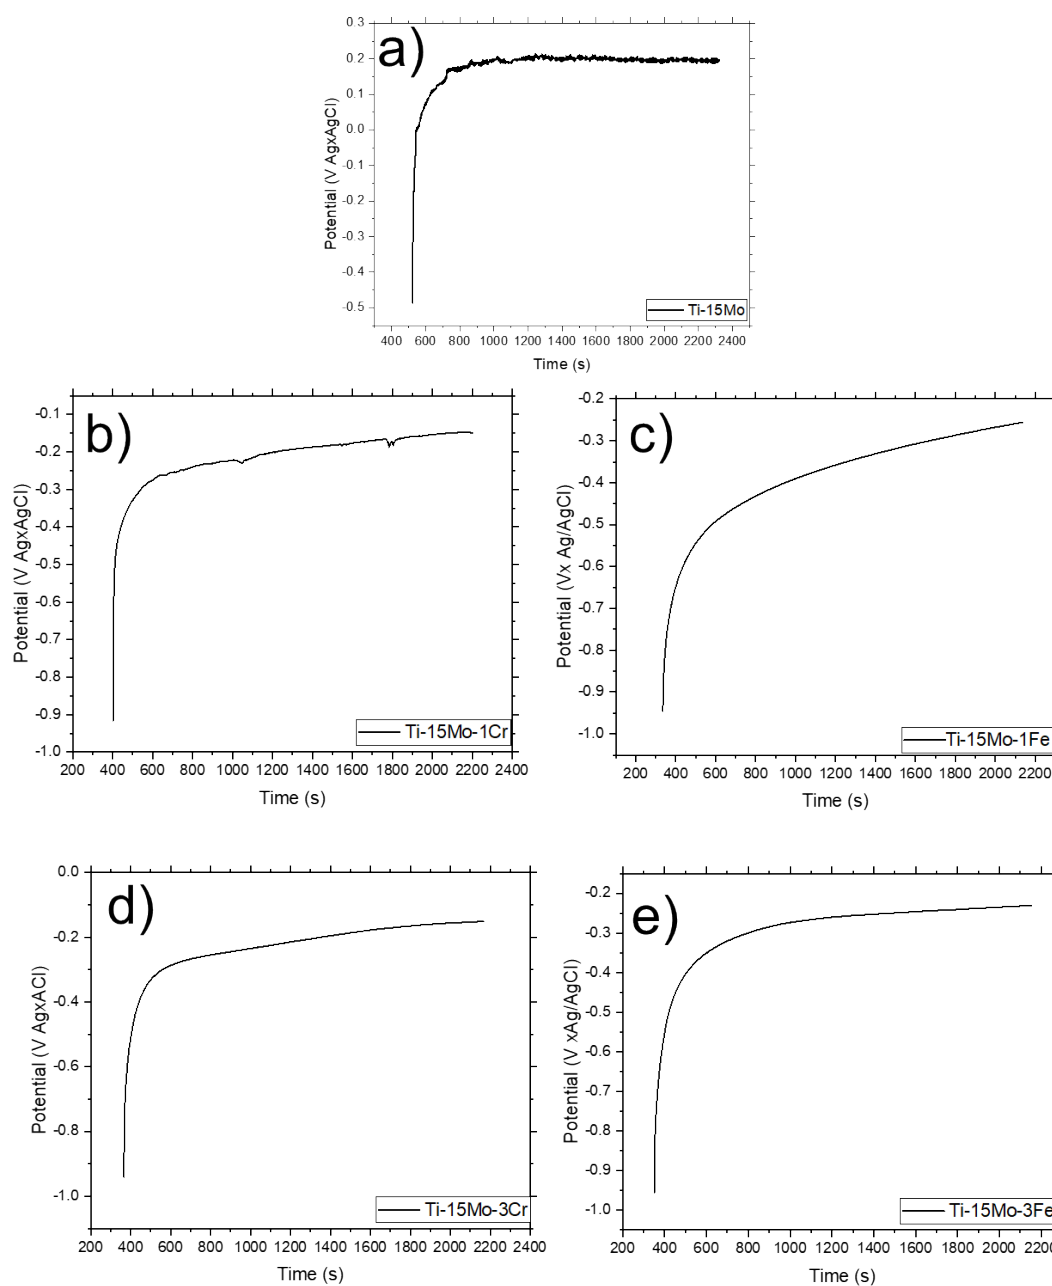 a)
0.3
0.2
0.1
0.0
-0.1
-0.2
-0.3
-0.4
-0.5
Potential (V AgxAgCl)
Ti-15Mo
400 600 800 1000 1200 1400 1600 1800 2000 2200 2400
Time (s)
b)
-0.1
-0.2
-0.3
-0.4
-0.5
-0.6
-0.7
-0.8
-0.9
-1.0
Potential (V AgxAgCl)
Ti-15Mo-1Cr
200 400 600 800 1000 1200 1400 1600 1800 2000 2200 2400
Time (s)
c)
-0.2
-0.3
-0.4
-0.5
-0.6
-0.7
-0.8
-0.9
-1.0
Potential (Vx Ag/AgCl)
Ti-15Mo-1Fe
200 400 600 800 1000 1200 1400 1600 1800 2000 2200
Time (s)
d)
0.0
-0.2
-0.4
-0.6
-0.8
-1.0
Potential (V AgxACl)
Ti-15Mo-3Cr
200 400 600 800 1000 1200 1400 1600 1800 2000 2200 2400
Time (s)
e)
-0.2
-0.3
-0.4
-0.5
-0.6
-0.7
-0.8
-0.9
-1.0
Potential (V xAg/AgCl)
Ti-15Mo-3Fe
200 400 600 800 1000 1200 1400 1600 1800 2000 2200
Time (s)